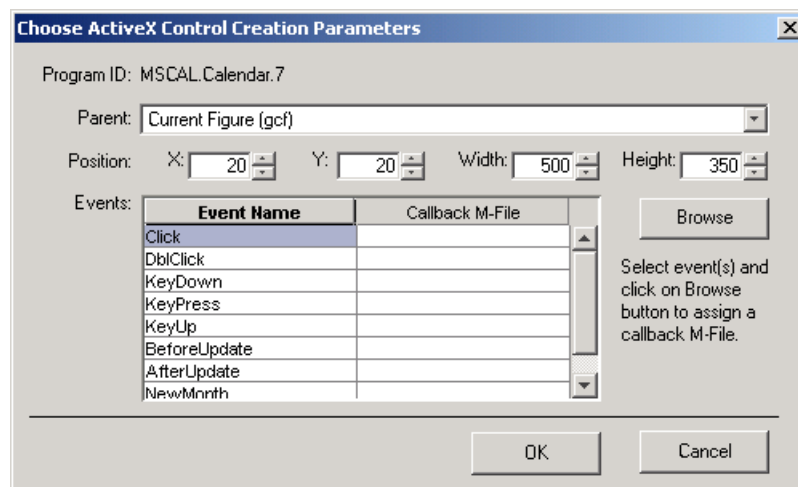 Choose ActiveX Control Creation Parameters
Program ID: MSCAL.Calendar.7
Parent: Current Figure (gcf)
Position: X: 20 Y: 20 Width: 500 Height: 350
Events:
Event Name Callback M-File
Browse
Click
DblClick
KeyDown
KeyPress
KeyUp
BeforeUpdate
AfterUpdate
NewMonth
Select event(s) and
click on Browse
button to assign a
callback M-File.
OK Cancel